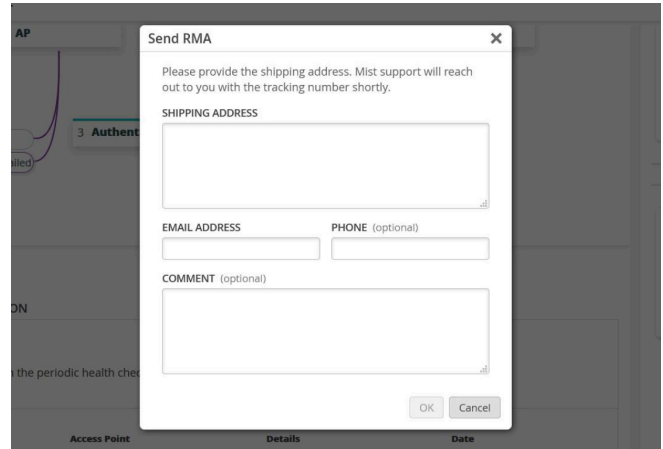 AP
Send RMA
Please provide the shipping address. Mist support will reach
out to you with the tracking number shortly.
SHIPPING ADDRESS
3 Authent
ailed)
EMAIL ADDRESS PHONE (optional)
COMMENT (optional)
ON
n the periodic health chec
OK Cancel
Access Point Details Date